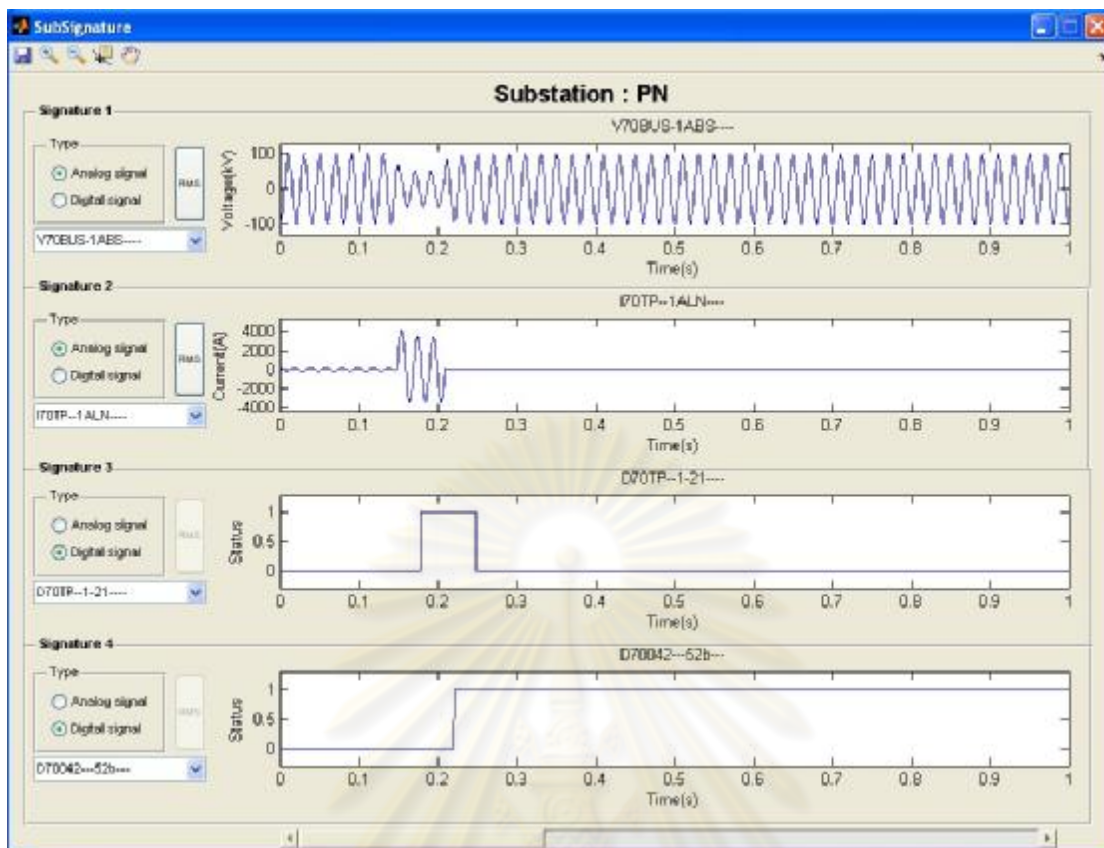 SubSignature
Substation : PN
Signature 1
V70BUS-1ABS----
Type
Analog signal
Digital signal
RMS
V70BUS-1ABS----
Voltage(kV)
100
0
-100
0 0.1 0.2 0.3 0.4 0.5 0.6 0.7 0.8 0.9 1
Time(s)
Signature 2
I70TP--1ALN----
Type
Analog signal
Digital signal
RMS
I70TP--1ALN----
Current(A)
4000
2000
0
-2000
-4000
0 0.1 0.2 0.3 0.4 0.5 0.6 0.7 0.8 0.9 1
Time(s)
Signature 3
D70TP--1-21----
Type
Analog signal
Digital signal
RMS
D70TP--1-21----
Status
1
0.5
0
0 0.1 0.2 0.3 0.4 0.5 0.6 0.7 0.8 0.9 1
Time(s)
Signature 4
D70042---52b---
Type
Analog signal
Digital signal
RMS
D70042---52b---
Status
1
0.5
0
0 0.1 0.2 0.3 0.4 0.5 0.6 0.7 0.8 0.9 1
Time(s)